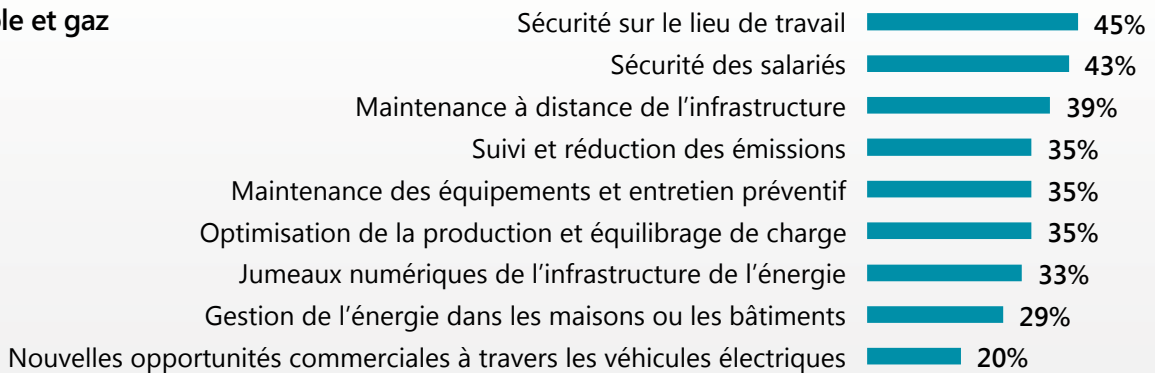 et gaz
Sécurité sur le lieu de travail 45%
Sécurité des salariés 43%
Maintenance à distance de l’infrastructure 39%
Suivi et réduction des émissions 35%
Maintenance des équipements et entretien préventif 35%
Optimisation de la production et équilibrage de charge 35%
Jumeaux numériques de l’infrastructure de l’énergie 33%
Gestion de l’énergie dans les maisons ou les bâtiments 29%
Nouvelles opportunités commerciales à travers les véhicules électriques 20%